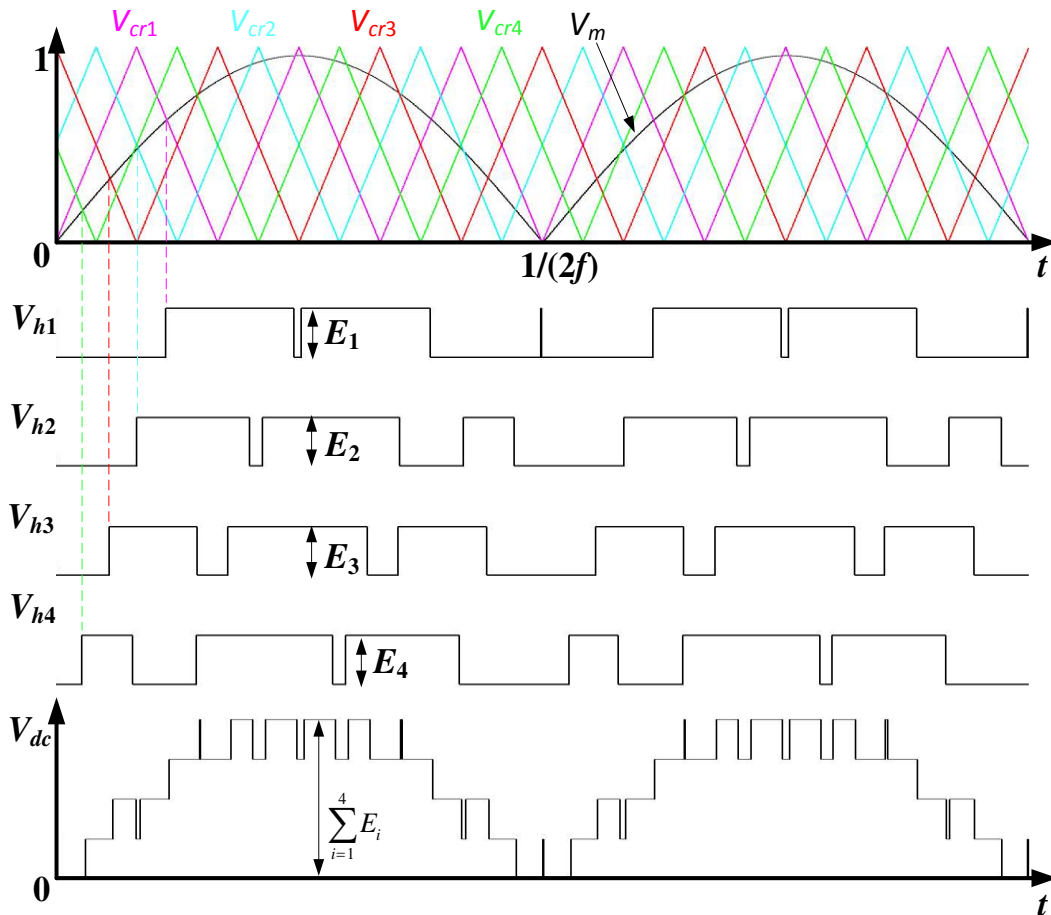 V_cr1 V_cr2 V_cr3 V_cr4 V_m
1
0 1/(2f) t
V_h1 E_1
V_h2 E_2
V_h3 E_3
V_h4 E_4
V_dc
\sum_{i=1}^{4} E_i
0 t